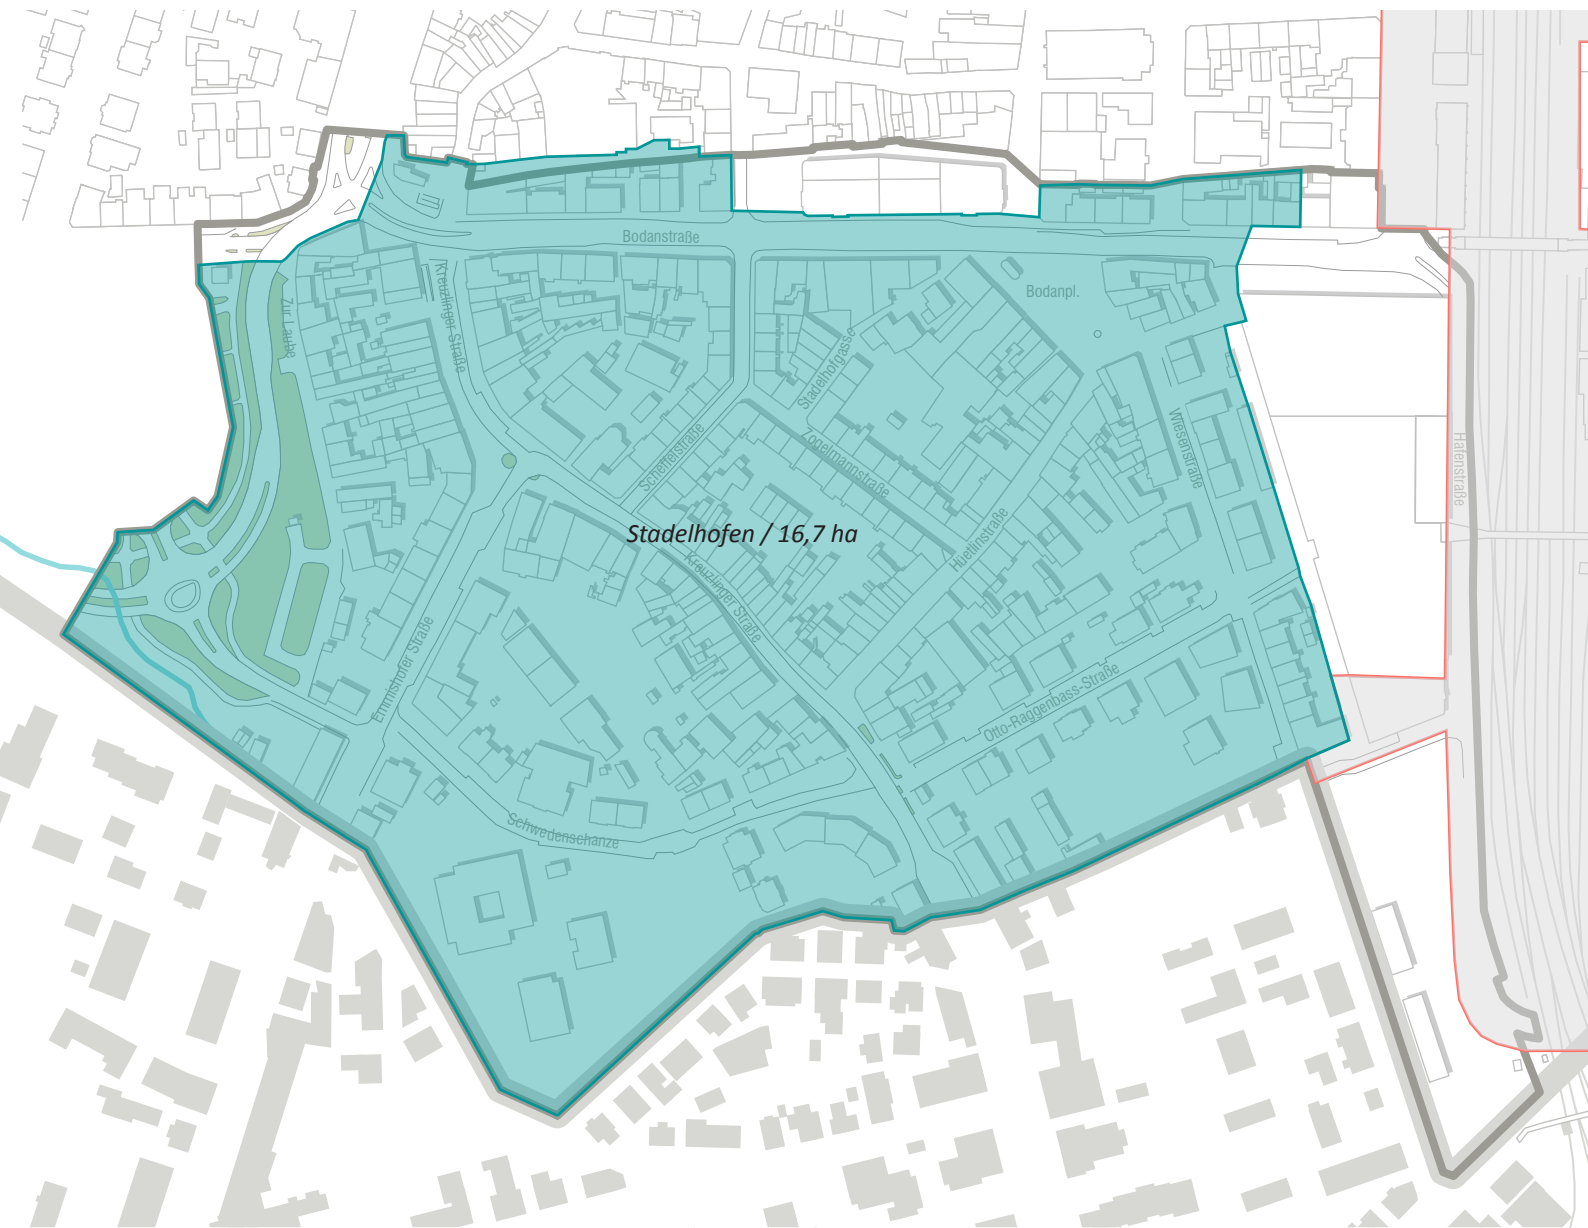 Bodanstraße
Kreuzlinger Straße
Bodanpl.
Zur Laube
Stadelhofgasse
Wiesenstraße
Scheffelstraße
Zogelmannstraße
Hafenstraße
Stadelhofen / 16,7 ha
Hüetlinstraße
Kreuzlinger Straße
Emmishofer Straße
Otto-Raggenbass-Straße
Schwedenschanze